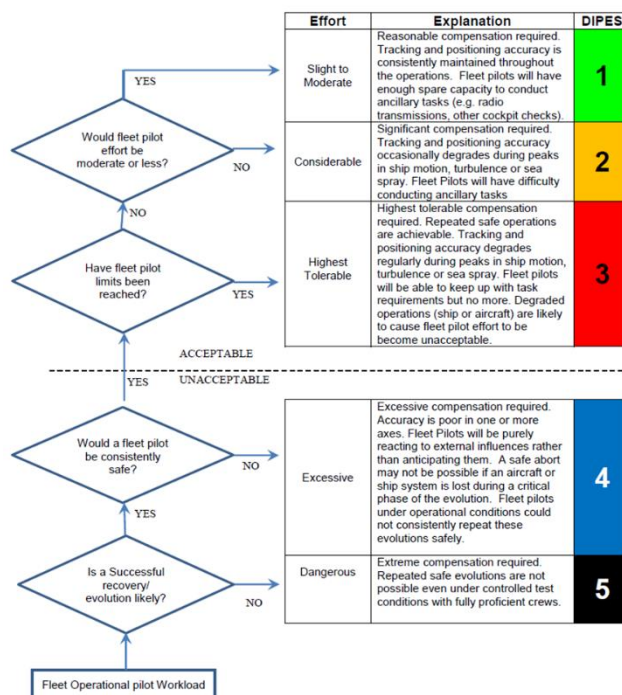 Effort
Explanation
DIPES
Slight to
Moderate
Reasonable compensation required.
Tracking and positioning accuracy is
consistently maintained throughout
the operations. Fleet pilots will have
enough spare capacity to conduct
ancillary tasks (e.g. radio
transmissions, other cockpit checks).
1
YES
Would fleet pilot
effort be
moderate or less?
NO
Considerable
Significant compensation required.
Tracking and positioning accuracy
occasionally degrades during peaks
in ship motion, turbulence or sea
spray. Fleet Pilots will have difficulty
conducting ancillary tasks
2
NO
Have fleet pilot
limits been
reached?
YES
Highest
Tolerable
Highest tolerable compensation
required. Repeated safe operations
are achievable. Tracking and
positioning accuracy degrades
regularly during peaks in ship motion,
turbulence or sea spray. Fleet pilots
will be able to keep up with task
requirements but no more. Degraded
operations (ship or aircraft) are likely
to cause fleet pilot effort to be
become unacceptable.
3
ACCEPTABLE
YES
UNACCEPTABLE
Would a fleet pilot
be consistently
safe?
NO
Excessive
Excessive compensation required.
Accuracy is poor in one or more
axes. Fleet Pilots will be purely
reacting to external influences rather
than anticipating them. A safe abort
may not be possible if an aircraft or
ship system is lost during a critical
phase of the evolution. Fleet pilots
under operational conditions could
not consistently repeat these
evolutions safely.
4
YES
Is a Successful
recovery/
evolution likely?
NO
Dangerous
Extreme compensation required.
Repeated safe evolutions are not
possible even under controlled test
conditions with fully proficient crews.
5
Fleet Operational pilot Workload